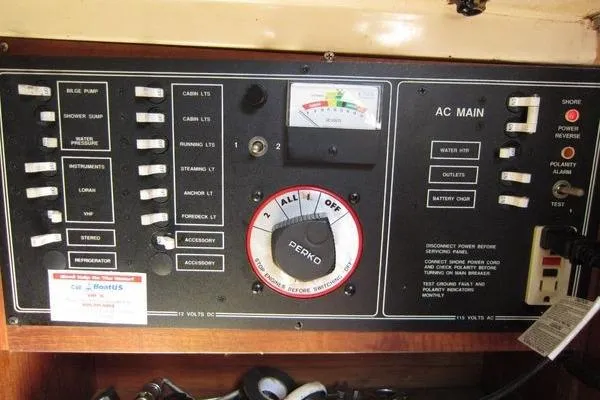 BILGE PUMP
SHOWER SUMP
WATER
PRESSURE
INSTRUMENTS
LORAN
VHF
STEREO
REFRIGERATOR
CABIN LTS
CABIN LTS
RUNNING LTS
STEAMING LT
ANCHOR LT
FOREDECK LT
ACCESSORY
ACCESSORY
1 2
2 ALL 1 OFF
PERKO
STOP ENGINES BEFORE SWITCHING "OFF"
Call BoatUS
12 VOLTS DC
AC MAIN
WATER HTR
OUTLETS
BATTERY CHGR
SHORE
POWER
REVERSE
POLARITY
ALARM
TEST
DISCONNECT POWER BEFORE
SERVICING PANEL
CONNECT SHORE POWER CORD
AND CHECK POLARITY BEFORE
TURNING ON MAIN BREAKER
TEST GROUND FAULT AND
POLARITY INDICATORS
MONTHLY
115 VOLTS AC